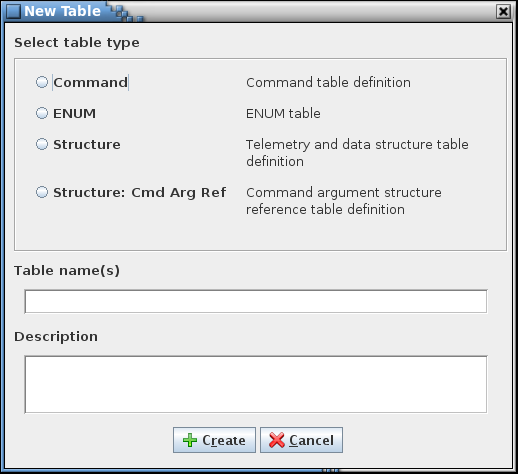 New Table
Select table type
Command Command table definition
ENUM ENUM table
Structure Telemetry and data structure table
definition
Structure: Cmd Arg Ref Command argument structure
reference table definition
Table name(s)
Description
Create Cancel